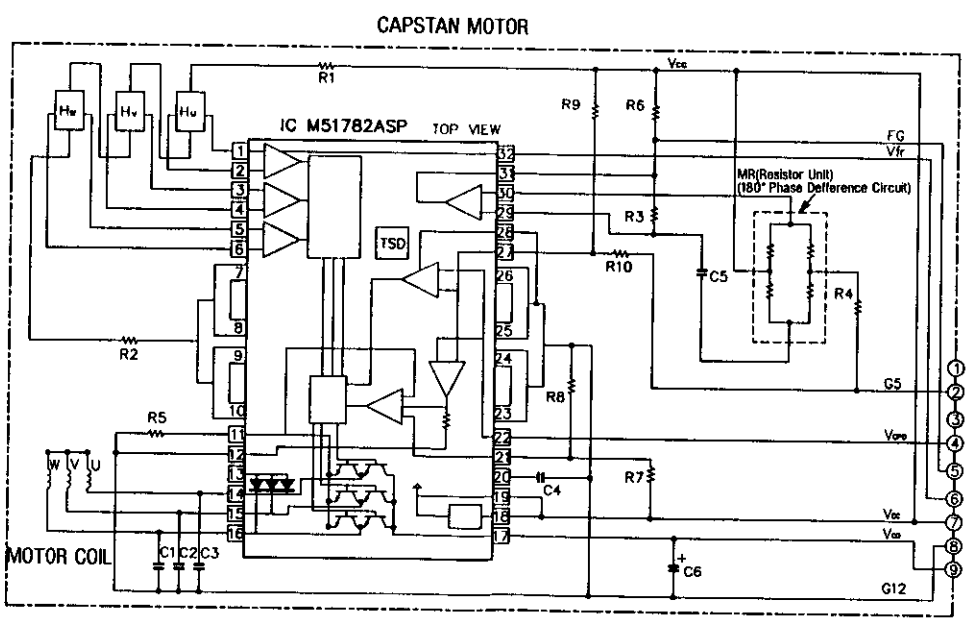 CAPSTAN MOTOR
R1
Vcc
R9
R6
Hw
Hv
Hu
IC M51782ASP
TOP VIEW
FG
Vfr
1
32
2
31
MR(Resistor Unit)
(180° Phase Defference Circuit)
3
30
4
29
R3
5
28
6
TSD
27
R10
7
26
C5
R4
8
25
R2
9
24
1
10
23
R8
G5
2
R5
11
22
3
12
21
Vcre
4
W
V
U
13
20
C4
R7
5
14
19
6
15
18
Vcc
7
16
17
Vcc
8
MOTOR COIL
C1
C2
C3
+
C6
9
G12